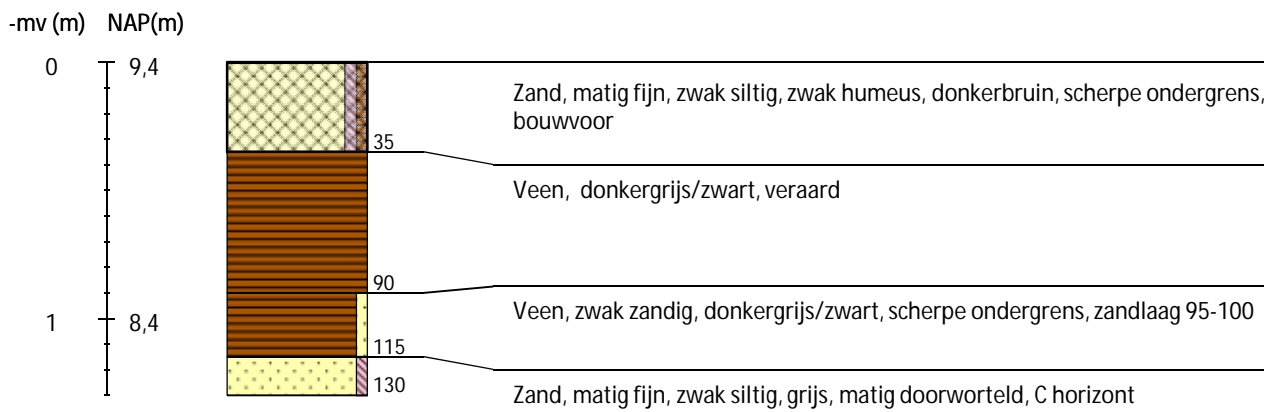 -mv (m) NAP(m)
0 9,4
Zand, matig fijn, zwak siltig, zwak humeus, donkerbruin, scherpe ondergrens,
bouwvoor
35
Veen, donkergrijs/zwart, veraard
90
Veen, zwak zandig, donkergrijs/zwart, scherpe ondergrens, zandlaag 95-100
1 8,4
115
130
Zand, matig fijn, zwak siltig, grijs, matig doorworteld, C horizont